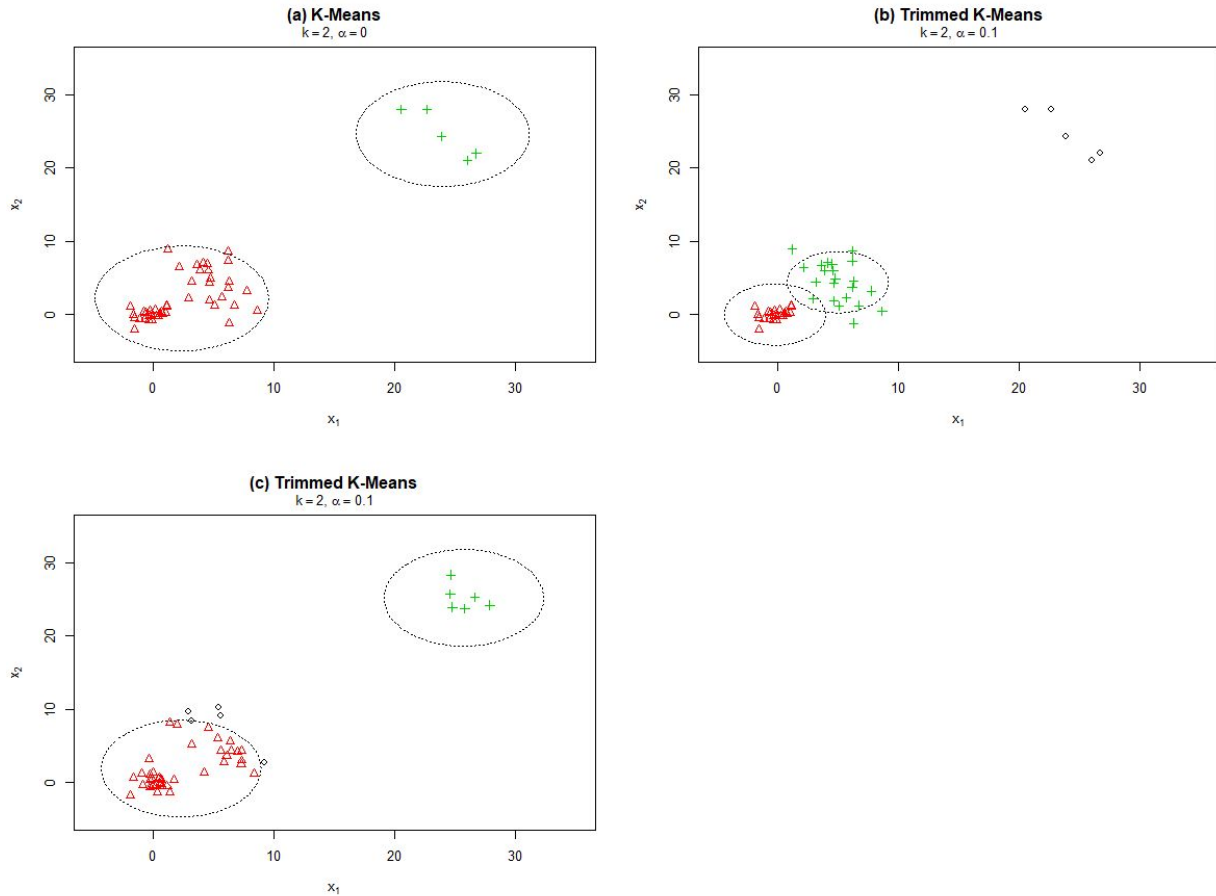 (a) K-Means
k = 2, α = 0
30
20
10
0
x₂
0 10 20 30
x₁
(b) Trimmed K-Means
k = 2, α = 0.1
30
20
10
0
x₂
0 10 20 30
x₁
(c) Trimmed K-Means
k = 2, α = 0.1
30
20
10
0
x₂
0 10 20 30
x₁